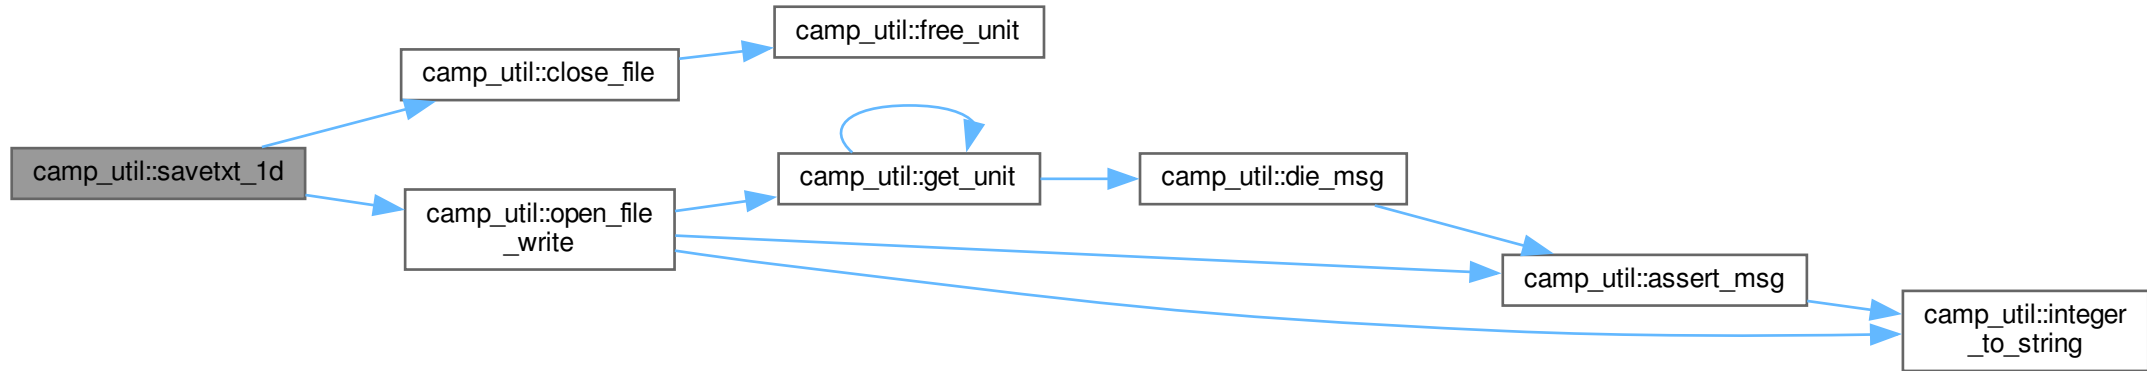 camp_util::free_unit
camp_util::close_file
camp_util::savetxt_1d
camp_util::get_unit
camp_util::die_msg
camp_util::open_file
_write
camp_util::assert_msg
camp_util::integer
_to_string